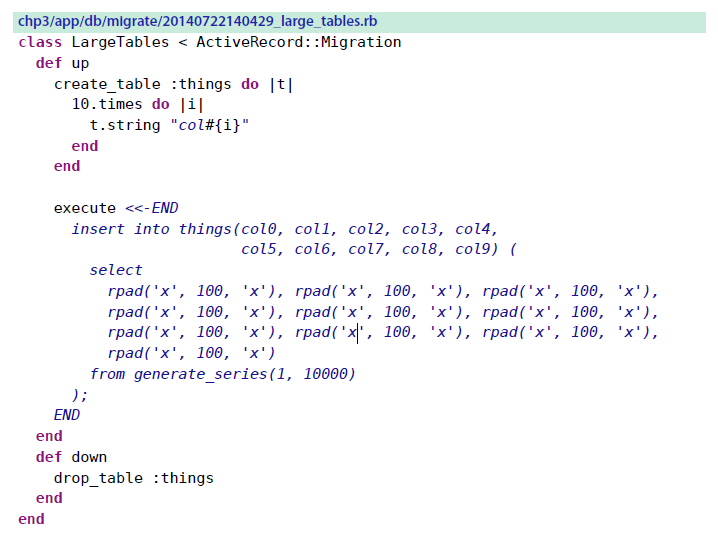 chp3/app/db/migrate/20140722140429_large_tables.rb
class LargeTables < ActiveRecord::Migration
  def up
    create_table :things do |t|
      10.times do |i|
        t.string "col#{i}"
      end
    end

    execute <<-END
      insert into things(col0, col1, col2, col3, col4,
                         col5, col6, col7, col8, col9) (
        select
          rpad('x', 100, 'x'), rpad('x', 100, 'x'), rpad('x', 100, 'x'),
          rpad('x', 100, 'x'), rpad('x', 100, 'x'), rpad('x', 100, 'x'),
          rpad('x', 100, 'x'), rpad('x', 100, 'x'), rpad('x', 100, 'x'),
          rpad('x', 100, 'x')
        from generate_series(1, 10000)
      );
    END
  end
  def down
    drop_table :things
  end
end